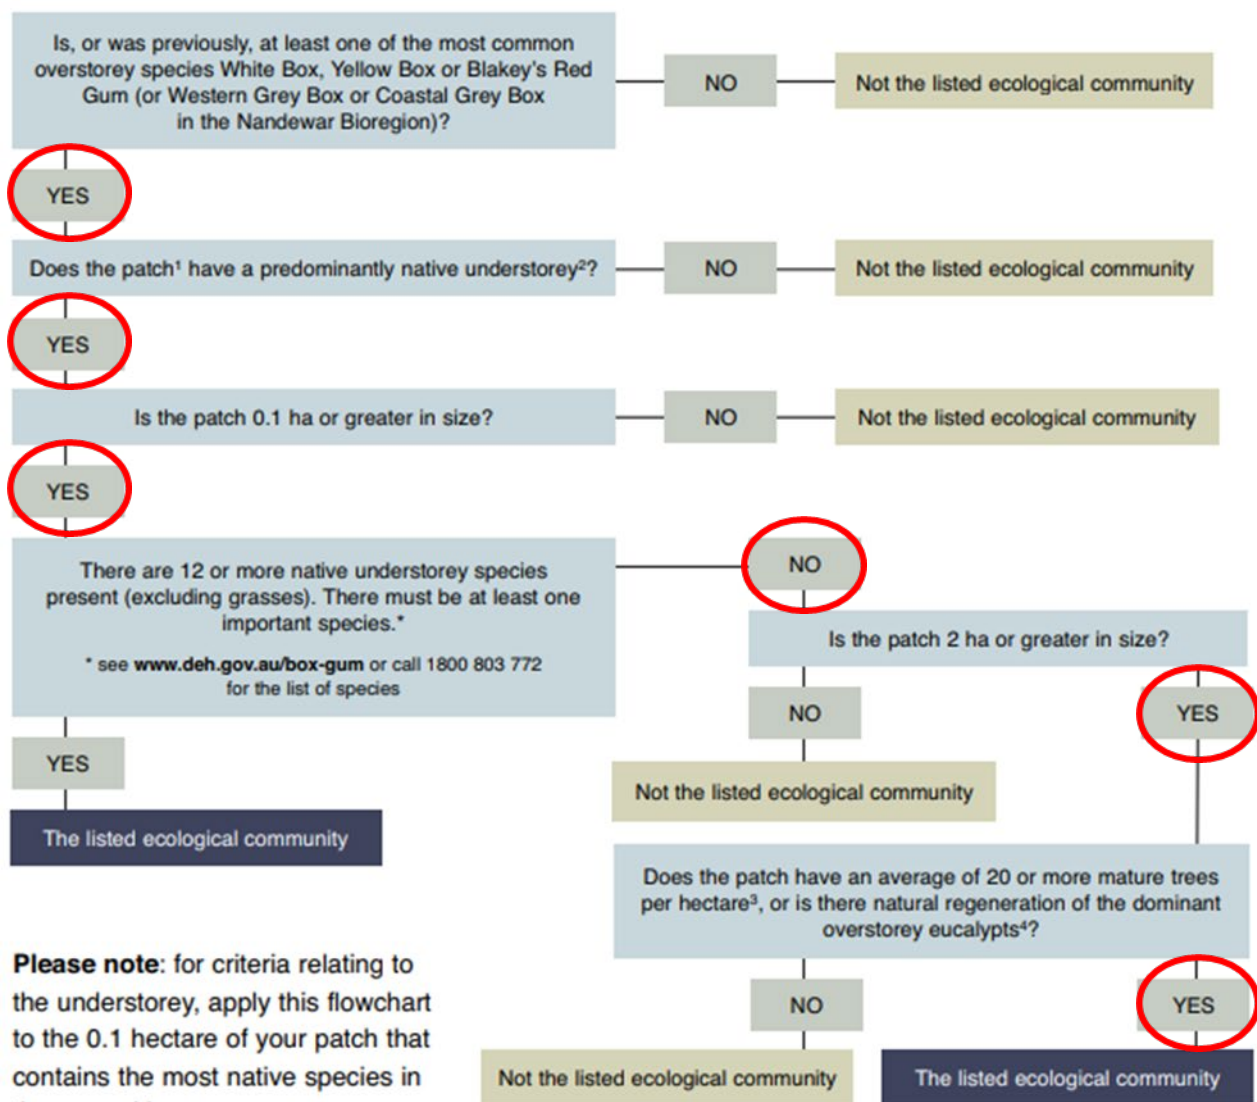 Is, or was previously, at least one of the most common
overstorey species White Box, Yellow Box or Blakey's Red
Gum (or Western Grey Box or Coastal Grey Box
in the Nandewar Bioregion)?
NO
Not the listed ecological community
YES
Does the patch¹ have a predominantly native understorey²?
NO
Not the listed ecological community
YES
Is the patch 0.1 ha or greater in size?
NO
Not the listed ecological community
YES
There are 12 or more native understorey species
present (excluding grasses). There must be at least one
important species.*
* see www.deh.gov.au/box-gum or call 1800 803 772
for the list of species
NO
Is the patch 2 ha or greater in size?
NO
YES
YES
Not the listed ecological community
The listed ecological community
Does the patch have an average of 20 or more mature trees
per hectare³, or is there natural regeneration of the dominant
overstorey eucalypts⁴?
NO
YES
Not the listed ecological community
The listed ecological community
Please note: for criteria relating to
the understorey, apply this flowchart
to the 0.1 hectare of your patch that
contains the most native species in